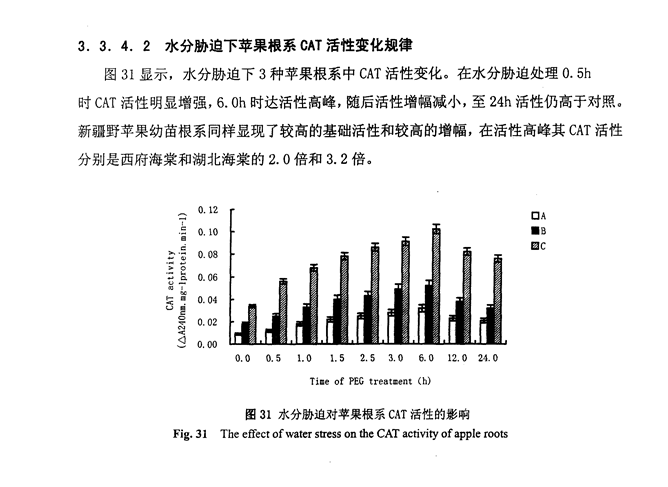 3. 3. 4. 2 水分胁迫下苹果根系 CAT 活性变化规律
图 31 显示，水分胁迫下 3 种苹果根系中 CAT 活性变化。在水分胁迫处理 0.5h
时 CAT 活性明显增强，6.0h 时达活性高峰，随后活性增幅减小，至 24h 活性仍高于对照。
新疆野苹果幼苗根系同样显现了较高的基础活性和较高的增幅，在活性高峰其 CAT 活性
分别是西府海棠和湖北海棠的 2.0 倍和 3.2 倍。
CAT activity
(△A240nm.mg-1protein.min-1)
0.12
0.10
0.08
0.06
0.04
0.02
0.00
A
B
C
0.0 0.5 1.0 1.5 2.5 3.0 6.0 12.0 24.0
Time of PEG treatment (h)
图 31 水分胁迫对苹果根系 CAT 活性的影响
Fig. 31 The effect of water stress on the CAT activity of apple roots